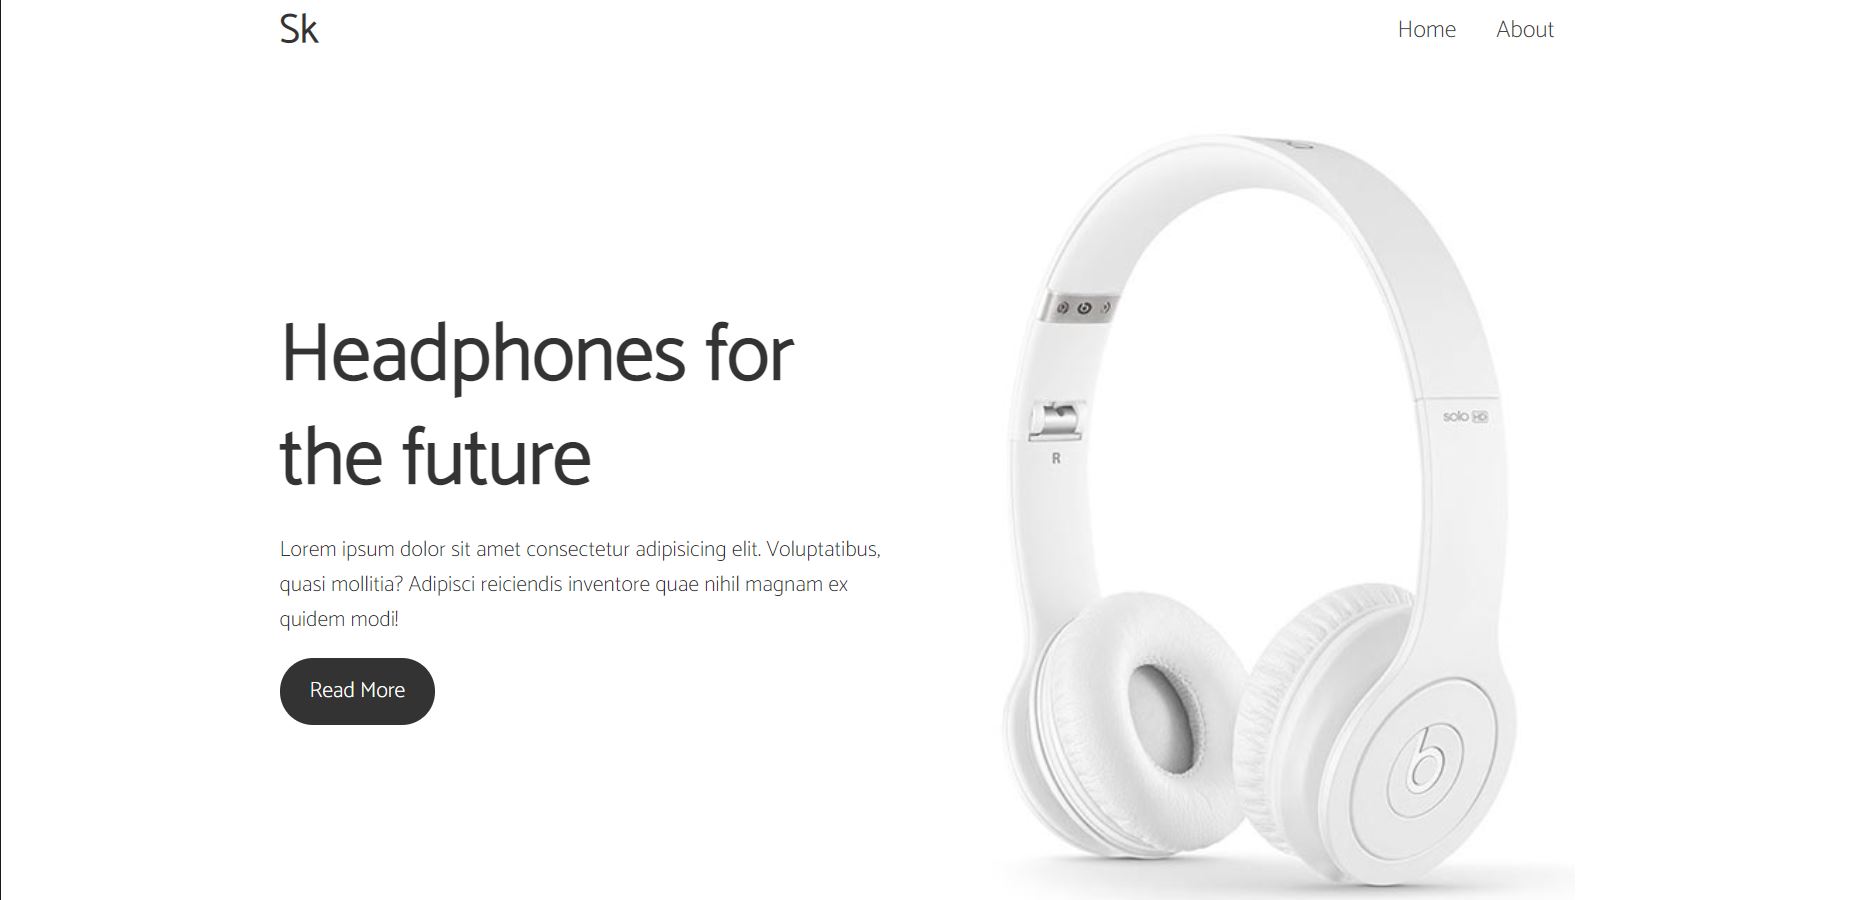 Sk
Home About
Headphones for
the future
Lorem ipsum dolor sit amet consectetur adipisicing elit. Voluptatibus,
quasi mollitia? Adipisci reiciendis inventore quae nihil magnam ex
quidem modi!
Read More
solo HD
R
b